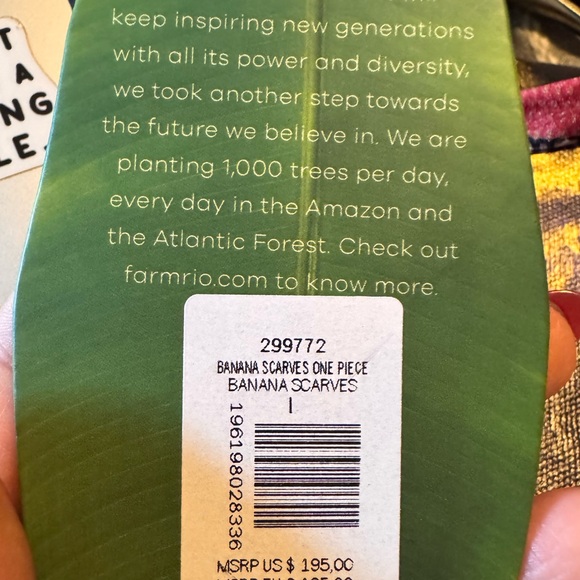 T
A
NG
LE.
keep inspiring new generations
with all its power and diversity,
we took another step towards
the future we believe in. We are
planting 1,000 trees per day,
every day in the Amazon and
the Atlantic Forest. Check out
farmrio.com to know more.
299772
BANANA SCARVES ONE PIECE
BANANA SCARVES
196198028336
MSRP US $ 195,00